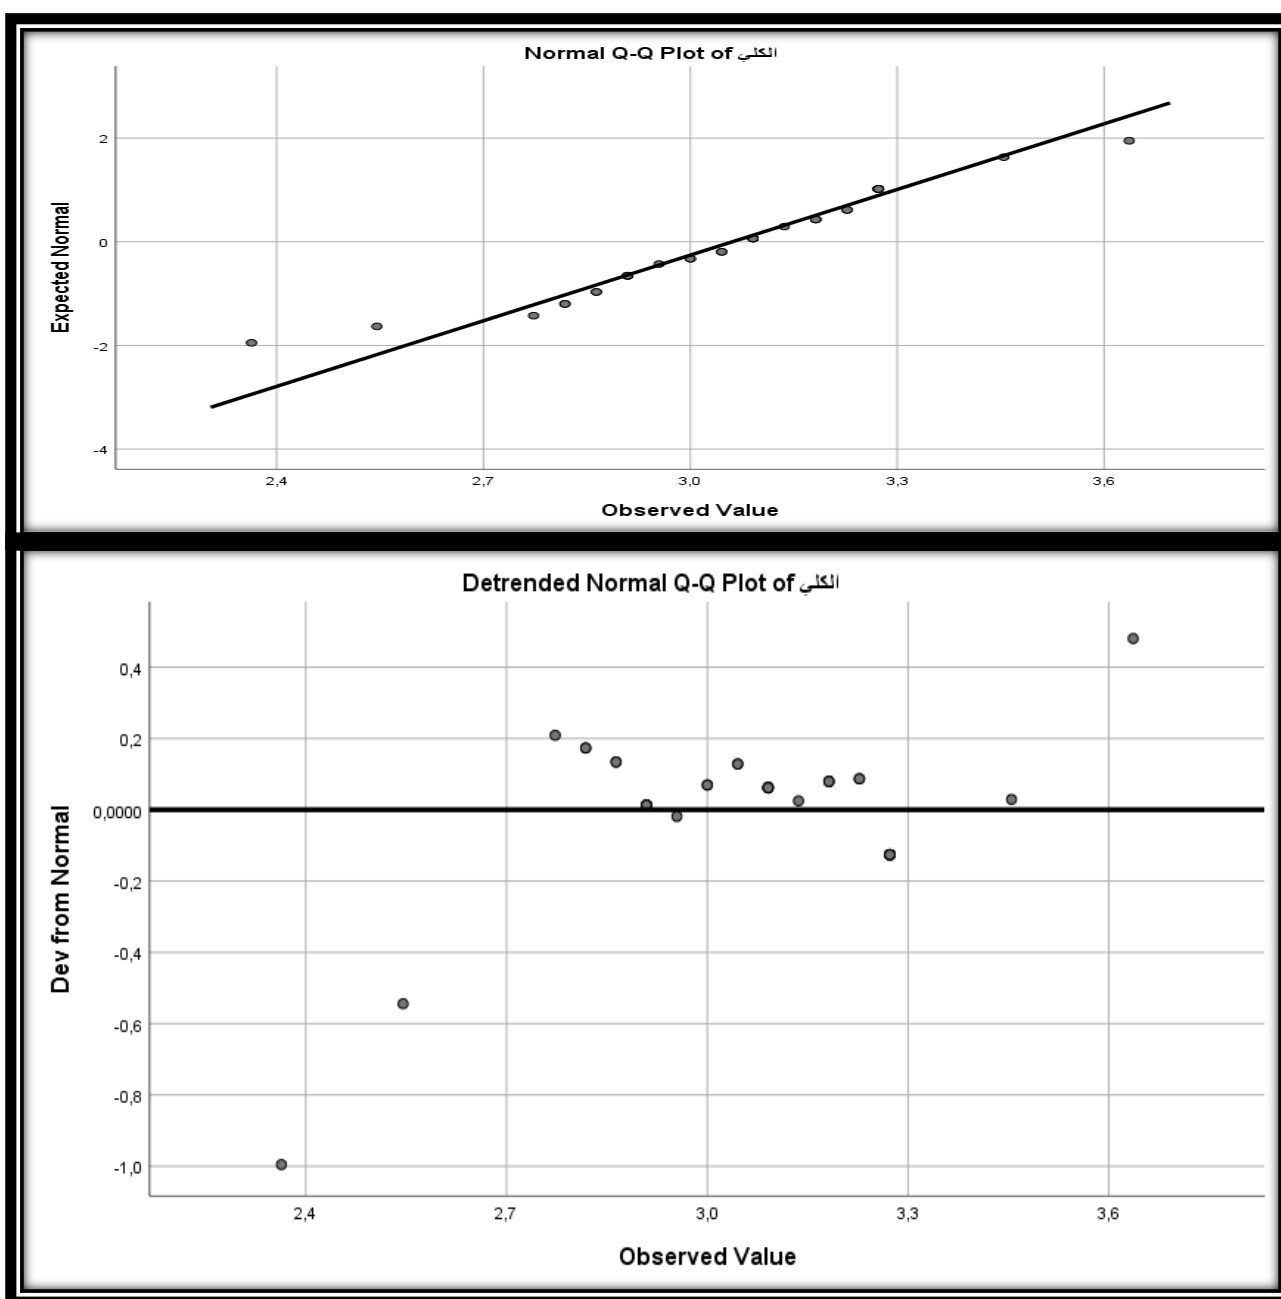 Normal Q-Q Plot of الكلي
2
0
-2
-4
Expected Normal
2,4 2,7 3,0 3,3 3,6
Observed Value
Detrended Normal Q-Q Plot of الكلي
0,4
0,2
0,0000
-0,2
-0,4
-0,6
-0,8
-1,0
Dev from Normal
2,4 2,7 3,0 3,3 3,6
Observed Value